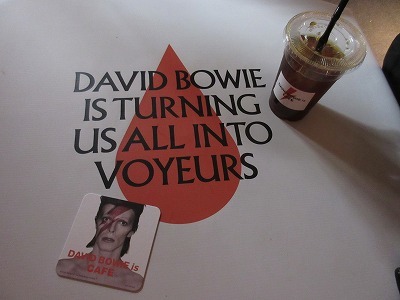 DAVID BOWIE
IS TURNING
US ALL INTO
VOYEURS
DAVID BOWIE is
CAFE